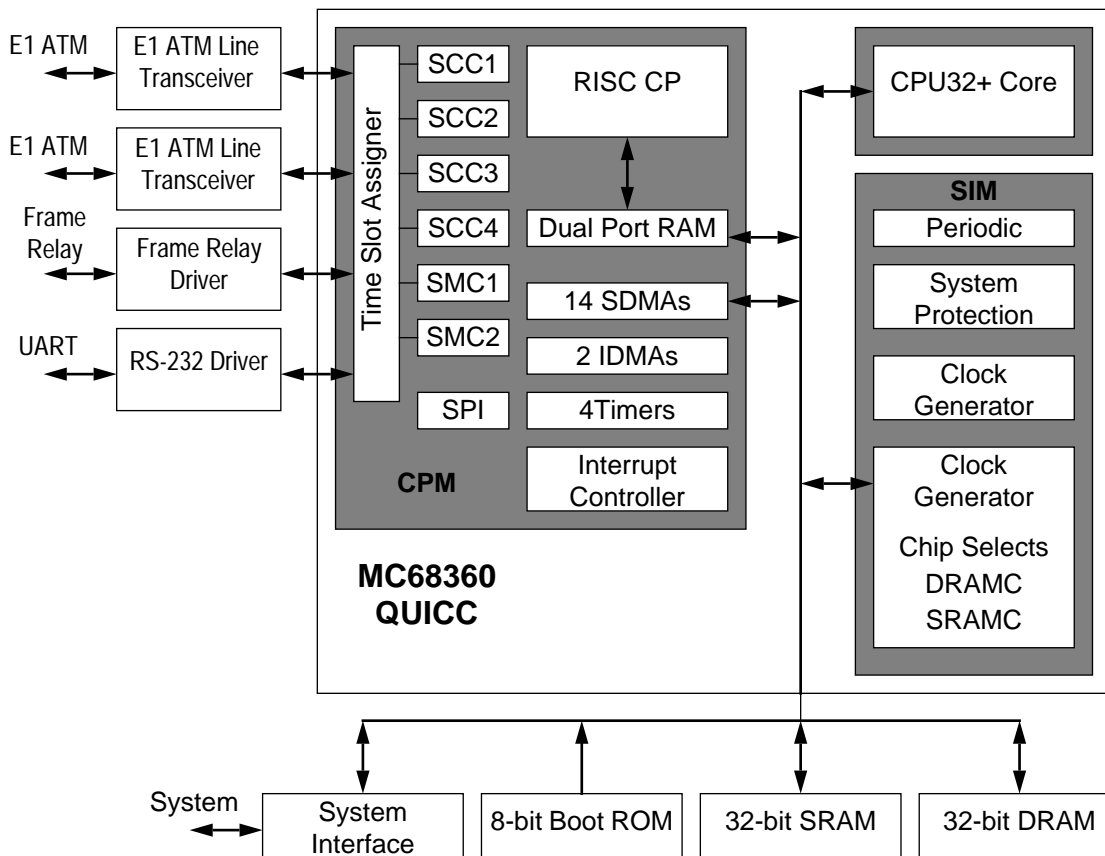 E1 ATM
E1 ATM Line
Transceiver
E1 ATM
E1 ATM Line
Transceiver
Frame
Relay
Frame Relay
Driver
UART
RS-232 Driver
Time Slot Assigner
SCC1
SCC2
SCC3
SCC4
SMC1
SMC2
SPI
CPM
RISC CP
Dual Port RAM
14 SDMAs
2 IDMAs
4Timers
Interrupt
Controller
MC68360
QUICC
CPU32+ Core
SIM
Periodic
System
Protection
Clock
Generator
Clock
Generator
Chip Selects
DRAMC
SRAMC
System
System
Interface
8-bit Boot ROM
32-bit SRAM
32-bit DRAM